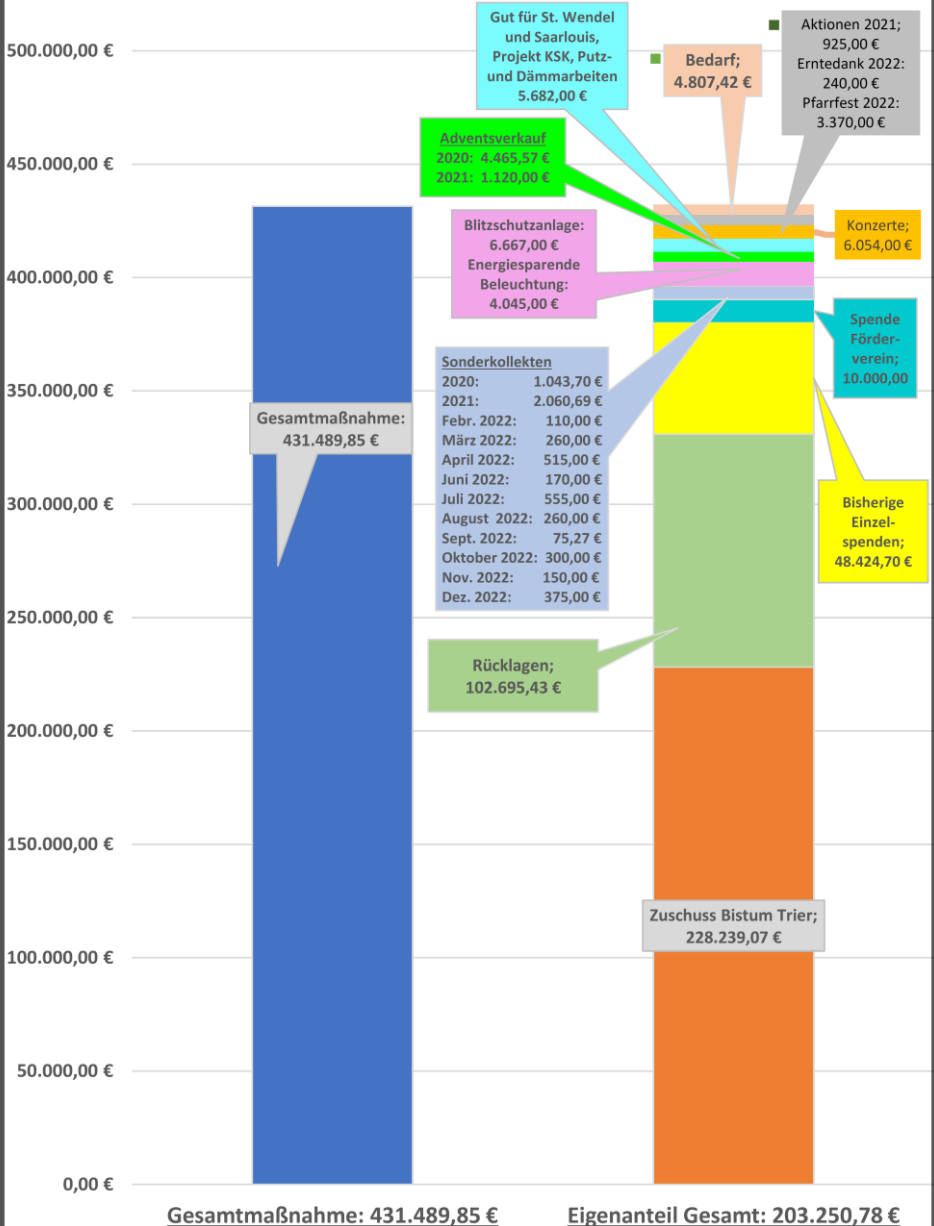 500.000,00 €
450.000,00 €
400.000,00 €
350.000,00 €
300.000,00 €
250.000,00 €
200.000,00 €
150.000,00 €
100.000,00 €
50.000,00 €
0,00 €
Gesamtmaßnahme:
431.489,85 €
Gut für St. Wendel
und Saarlouis,
Projekt KSK, Putz-
und Dämmarbeiten
5.682,00 €
Bedarf;
4.807,42 €
Aktionen 2021;
925,00 €
Erntedank 2022:
240,00 €
Pfarrfest 2022:
3.370,00 €
Adventsverkauf
2020: 4.465,57 €
2021: 1.120,00 €
Blitzschutzanlage:
6.667,00 €
Energiesparende
Beleuchtung:
4.045,00 €
Konzerte;
6.054,00 €
Spende
Förder-
verein;
10.000,00
Sonderkollekten
2020: 1.043,70 €
2021: 2.060,69 €
Febr. 2022: 110,00 €
März 2022: 260,00 €
April 2022: 515,00 €
Juni 2022: 170,00 €
Juli 2022: 555,00 €
August 2022: 260,00 €
Sept. 2022: 75,27 €
Oktober 2022: 300,00 €
Nov. 2022: 150,00 €
Dez. 2022: 375,00 €
Bisherige
Einzel-
spenden;
48.424,70 €
Rücklagen;
102.695,43 €
Zuschuss Bistum Trier;
228.239,07 €
Gesamtmaßnahme: 431.489,85 € Eigenanteil Gesamt: 203.250,78 €